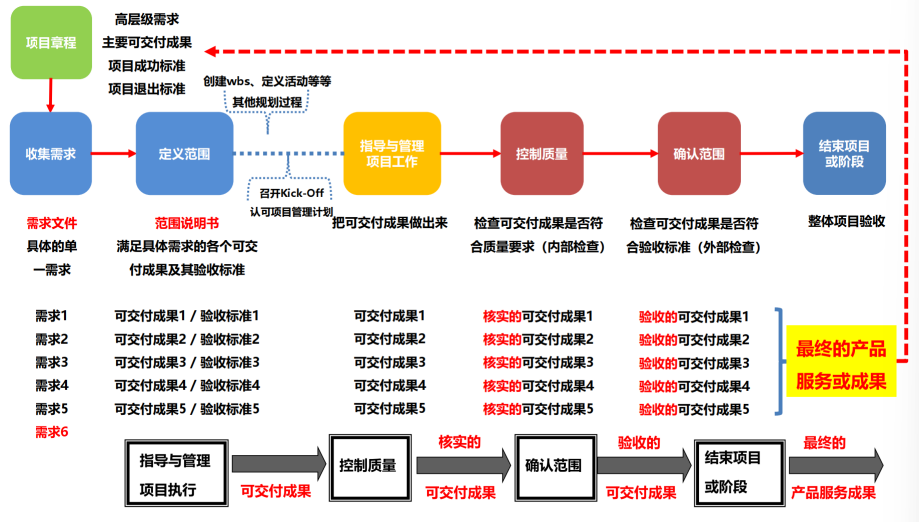 项目章程
高层级需求
主要可交付成果
项目成功标准
项目退出标准
创建wbs、定义活动等等
其他规划过程
收集需求
定义范围
指导与管理
项目工作
控制质量
确认范围
结束项目
或阶段
召开Kick-Off
认可项目管理计划
需求文件
具体的单
一需求
范围说明书
满足具体需求的各个可交
付成果及其验收标准
把可交付成果做出来
检查可交付成果是否符
合质量要求（内部检查）
检查可交付成果是否符
合验收标准（外部检查）
整体项目验收
需求1
需求2
需求3
需求4
需求5
需求6
可交付成果1 / 验收标准1
可交付成果2 / 验收标准2
可交付成果3 / 验收标准3
可交付成果4 / 验收标准4
可交付成果5 / 验收标准5
可交付成果1
可交付成果2
可交付成果3
可交付成果4
可交付成果5
核实的可交付成果1
核实的可交付成果2
核实的可交付成果3
核实的可交付成果4
核实的可交付成果5
验收的可交付成果1
验收的可交付成果2
验收的可交付成果3
验收的可交付成果4
验收的可交付成果5
最终的产品
服务或成果
指导与管理
项目执行
可交付成果
控制质量
核实的
可交付成果
确认范围
验收的
可交付成果
结束项目
或阶段
最终的
产品服务成果